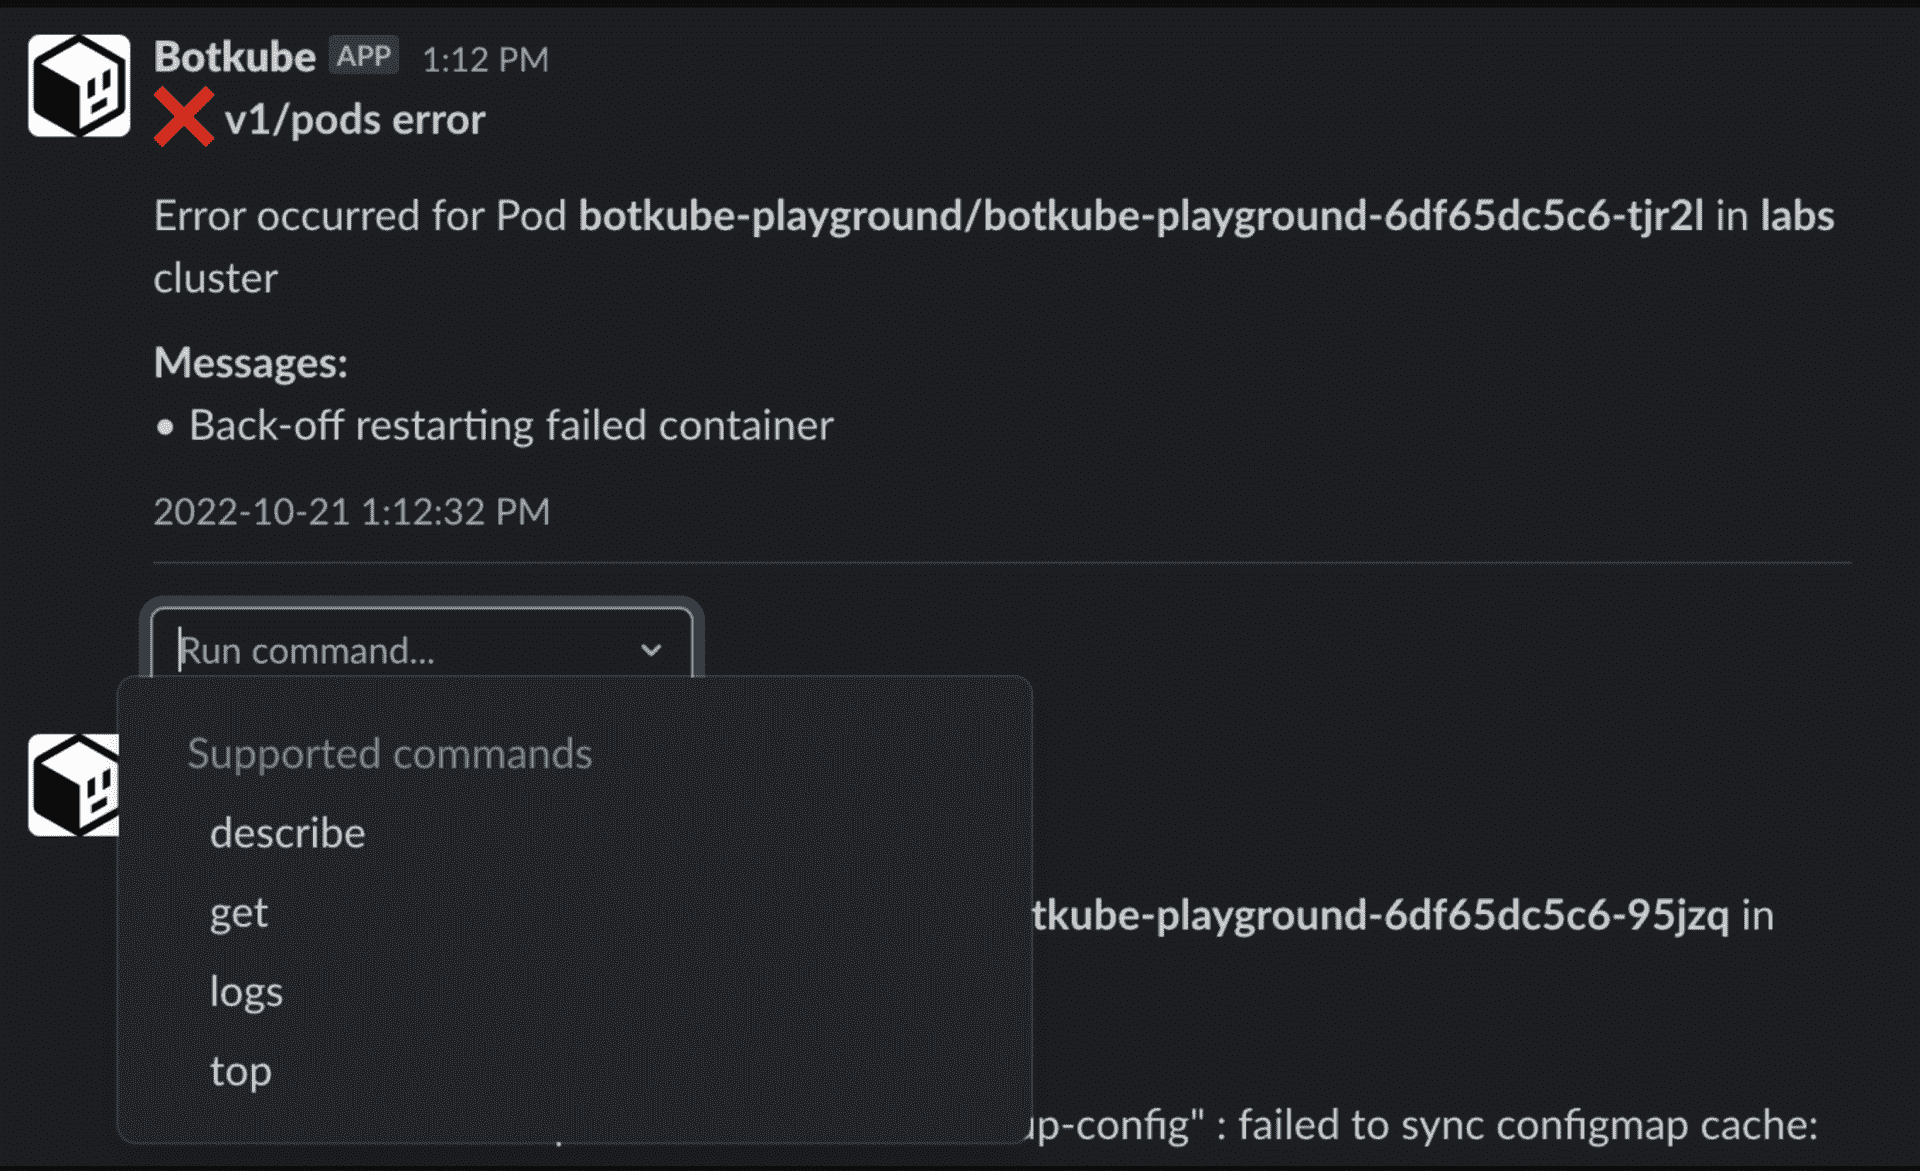 Botkube APP 1:12 PM
v1/pods error
Error occurred for Pod botkube-playground/botkube-playground-6df65dc5c6-tjr2l in labs
cluster
Messages:
• Back-off restarting failed container
2022-10-21 1:12:32 PM
Run command...
Supported commands
describe
get
tkube-playground-6df65dc5c6-95jzq in
logs
top
up-config" : failed to sync configmap cache: